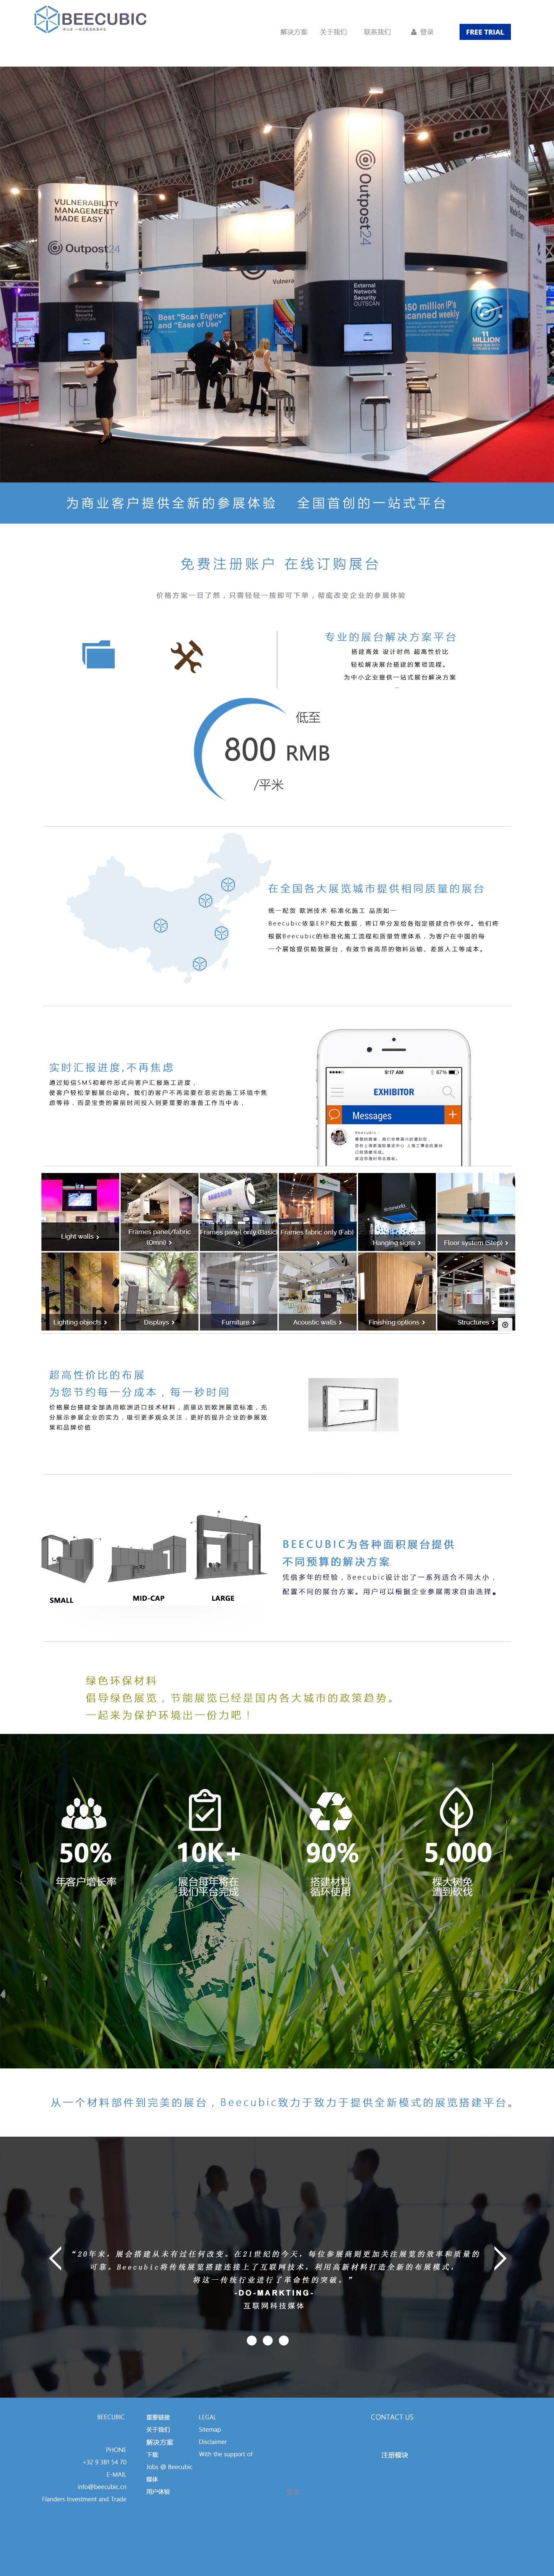 BEECUBIC
解决方案 关于我们 联系我们 登录 FREE TRIAL
VULNERABILITY
MANAGEMENT
MADE EASY
Outpost24
Outpost24
External
Network
Security
OUTSCAN
External
Network
Security
OUTSCAN
Best "Scan Engine"
and "Ease of Use"
450 million IP's
scanned weekly
11
MILLION
为商业客户提供全新的参展体验 全国首创的一站式平台
免费注册账户 在线订购展台
价格方案一目了然，只需轻轻一按即可下单，彻底改变企业的参展体验
专业的展台解决方案平台
搭建高效 设计时尚 超高性价比
轻松解决展台搭建的繁琐流程。
为中小企业提供一站式展台解决方案
低至
800 RMB
/平米
在全国各大展览城市提供相同质量的展台
统一配货 欧洲技术 标准化施工 品质如一
Beecubic依靠ERP和大数据，将订单分发给各指定搭建合作伙伴。他们将
根据Beecubic的标准化施工流程和质量管理体系，为客户在中国的每
一个展馆提供精致展台，有效节省高昂的物料运输、差旅人工等成本。
实时汇报进度,不再焦虑
通过短信SMS和邮件形式向客户汇报施工进度，
使客户轻松掌握展台动向。我们的客户不再需要在恶劣的施工环境中焦
虑等待，而是宝贵的展前时间投入到更重要的准备工作当中去，
9:17 AM 67%
EXHIBITOR
Messages +
Beecubic
Light walls
Frames panel/fabric
(Omni)
Frames panel only (Basic)
Frames fabric only (Fab)
Hanging signs
Floor system (Step)
Lighting objects
Displays
Furniture
Acoustic walls
Finishing options
Structures
超高性价比的布展
为您节约每一分成本，每一秒时间
价格展台搭建全部选用欧洲进口技术材料，质量达到欧洲展览标准，充
分展示参展企业的实力，吸引更多观众关注，更好的提升企业的参展效
果和品牌价值
SMALL MID-CAP LARGE
BEECUBIC为各种面积展台提供
不同预算的解决方案
凭借多年的经验，Beecubic设计出了一系列适合不同大小，
配置不同的展台方案。用户可以根据企业参展需求自由选择。
绿色环保材料
倡导绿色展览，节能展览已经是国内各大城市的政策趋势。
一起来为保护环境出一份力吧！
50% 10K+ 90% 5,000
年客户增长率
展台每年将在
我们平台完成
搭建材料
循环使用
棵大树免
遭到砍伐
从一个材料部件到完美的展台，Beecubic致力于致力于提供全新模式的展览搭建平台。
“20年来，展会搭建从未有过任何改变。在21世纪的今天，每位参展商则更加关注展览的效率和质量的
可靠。Beecubic将传统展览搭建连接上了互联网技术，利用高新材料打造全新的布展模式，
将这一传统行业进行了革命性的突破。”
-DO-MARKTING-
互联网科技媒体
BEECUBIC
PHONE
+32 9 381 54 70
E-MAIL
info@beecubic.cn
Flanders Investment and Trade
重要链接
关于我们
解决方案
下载
Jobs @ Beecubic
媒体
用户体验
LEGAL
Sitemap
Disclaimer
With the support of
CONTACT US
注册模块